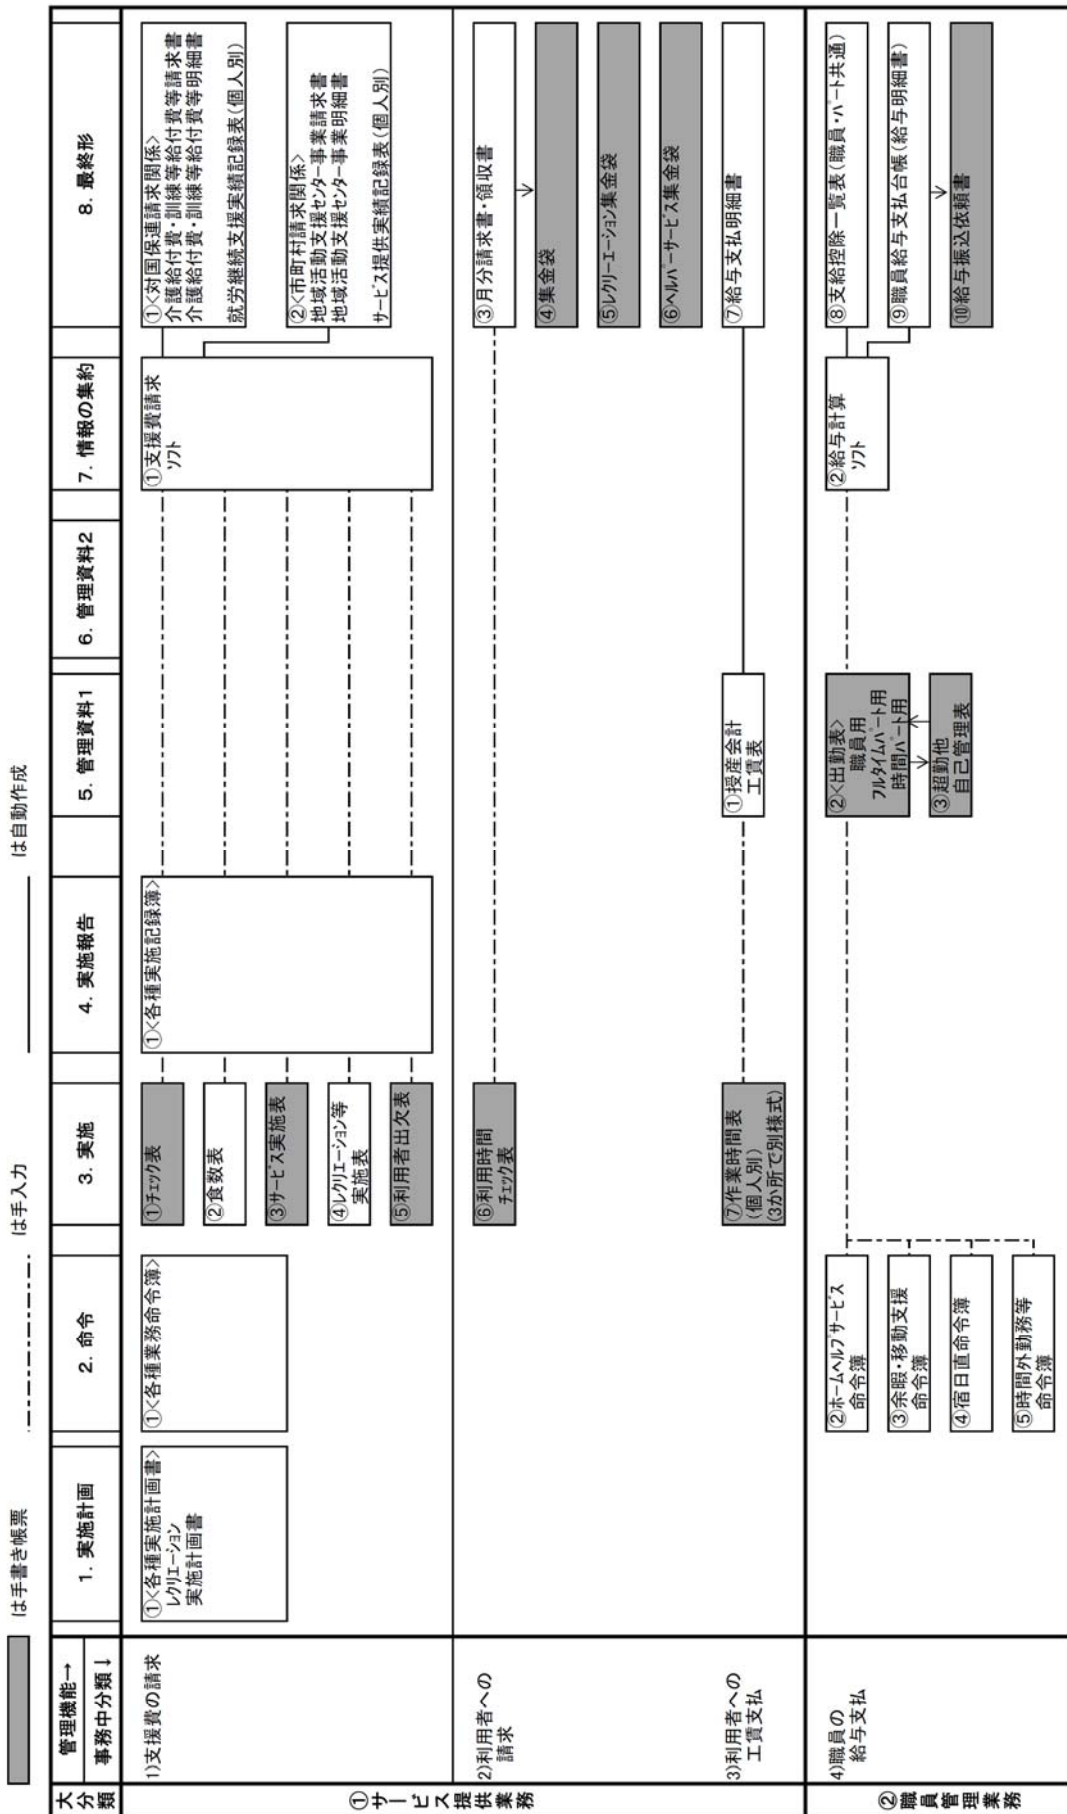 は手書き帳票
は手入力
は自動作成
大分類
管理機能→
事務中分類↓
1. 実施計画
2. 命令
3. 実施
4. 実施報告
5. 管理資料1
6. 管理資料2
7. 情報の集約
8. 最終形
①サービス提供業務
1)支援費の請求
①<各種実施計画書>
レクリエーション
実施計画書
①<各種業務命令簿>
①チェック表
②食数表
③サービス実施表
④レクリエーション等
実施表
⑤利用者出欠表
①<各種実施記録簿>
①支援費請求
ソフト
①<対国保連請求関係>
介護給付費・訓練等給付費等請求書
介護給付費・訓練等給付費等明細書
就労継続支援実績記録表(個人別)
②<市町村請求関係>
地域活動支援センター事業請求書
地域活動支援センター事業明細書
サービス提供実績記録表(個人別)
2)利用者への
請求
⑥利用時間
チェック表
③月分請求書・領収書
④集金袋
⑤レクリーエーション集金袋
⑥ヘルパーサービス集金袋
3)利用者への
工賃支払
⑦作業時間表
(個人別)
(3か所で別様式)
①授産会計
工賃表
⑦給与支払明細書
②職員管理業務
4)職員の
給与支払
②ホームヘルプサービス
命令簿
③余暇・移動支援
命令簿
④宿日直命令簿
⑤時間外勤務等
命令簿
②<出勤表>
職員用
フルタイムパート用
時間パート用
③超勤他
自己管理表
②給与計算
ソフト
⑧支給控除一覧表(職員・パート共通)
⑨職員給与支払台帳(給与明細書)
⑩給与振込依頼書